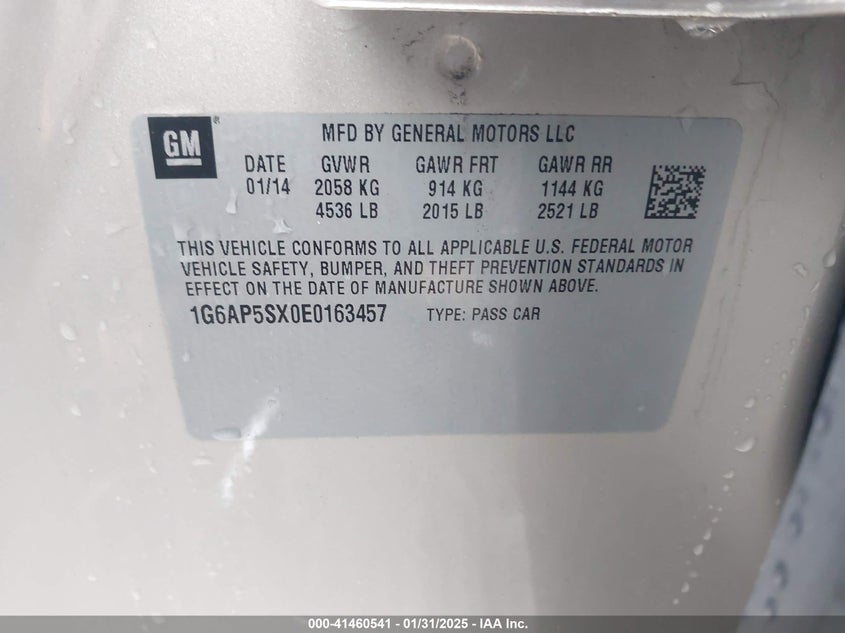 GM
MFD BY GENERAL MOTORS LLC
DATE GVWR GAWR FRT GAWR RR
01/14 2058 KG 914 KG 1144 KG
4536 LB 2015 LB 2521 LB
THIS VEHICLE CONFORMS TO ALL APPLICABLE U.S. FEDERAL MOTOR
VEHICLE SAFETY, BUMPER, AND THEFT PREVENTION STANDARDS IN
EFFECT ON THE DATE OF MANUFACTURE SHOWN ABOVE.
1G6AP5SX0E0163457 TYPE: PASS CAR
000-41460541 - 01/31/2025 - IAA Inc.